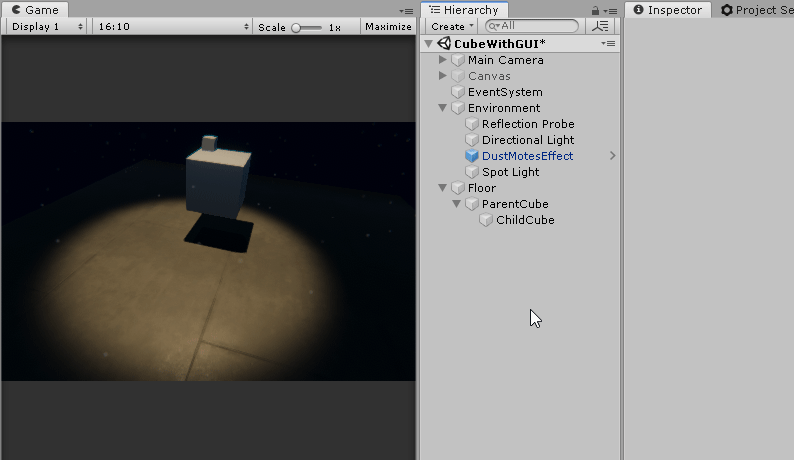 Game
Display 1
16:10
Scale
1x
Maximize
Hierarchy
Create
All
CubeWithGUI*
Main Camera
Canvas
EventSystem
Environment
Reflection Probe
Directional Light
DustMotesEffect
Spot Light
Floor
ParentCube
ChildCube
Inspector
Project Se